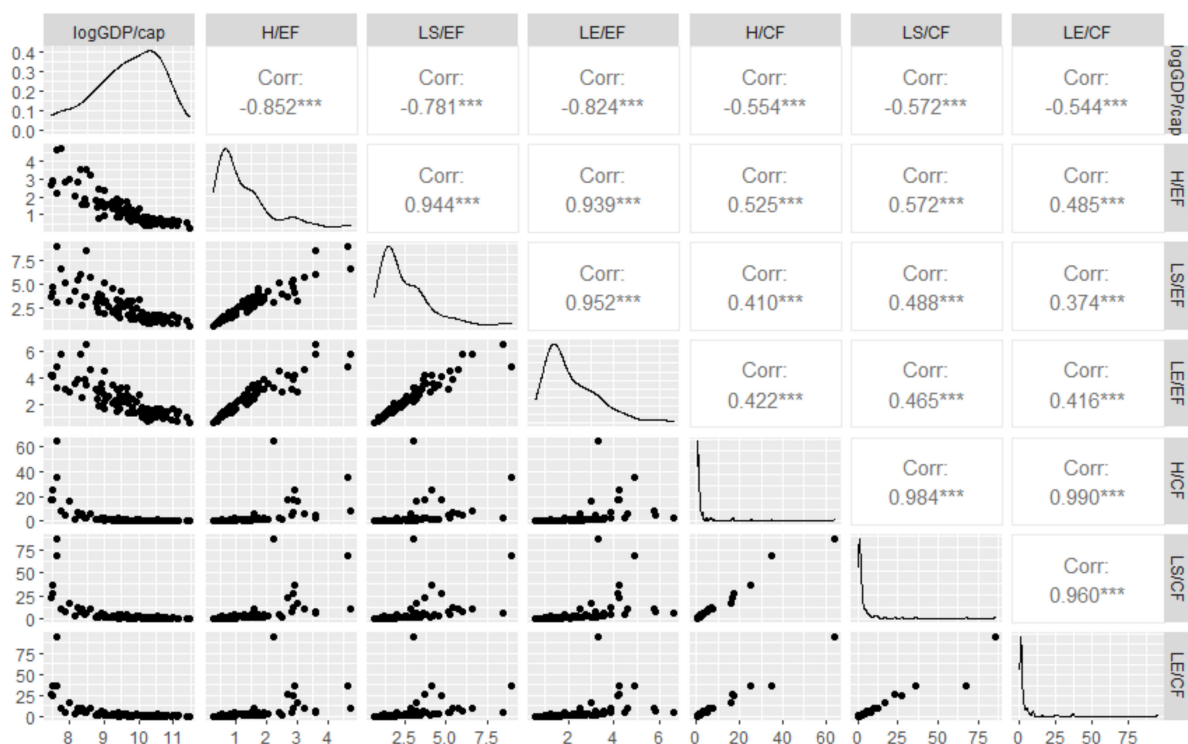 logGDP/cap H/EF LS/EF LE/EF H/CF LS/CF LE/CF
0.4
0.3
0.2
0.1
0.0
Corr: Corr: Corr: Corr: Corr: Corr:
-0.852*** -0.781*** -0.824*** -0.554*** -0.572*** -0.544***
logGDP/cap
4
3
2
1
Corr: Corr: Corr: Corr: Corr:
0.944*** 0.939*** 0.525*** 0.572*** 0.485***
H/EF
7.5
5.0
2.5
Corr: Corr: Corr: Corr:
0.952*** 0.410*** 0.488*** 0.374***
LS/EF
6
4
2
Corr: Corr: Corr:
0.422*** 0.465*** 0.416***
LE/EF
60
40
20
0
Corr: Corr:
0.984*** 0.990***
H/CF
75
50
25
0
Corr:
0.960***
LS/CF
75
50
25
0
LE/CF
8 9 10 11 1 2 3 4 2.5 5.0 7.5 2 4 6 0 20 40 60 0 25 50 75 0 25 50 75